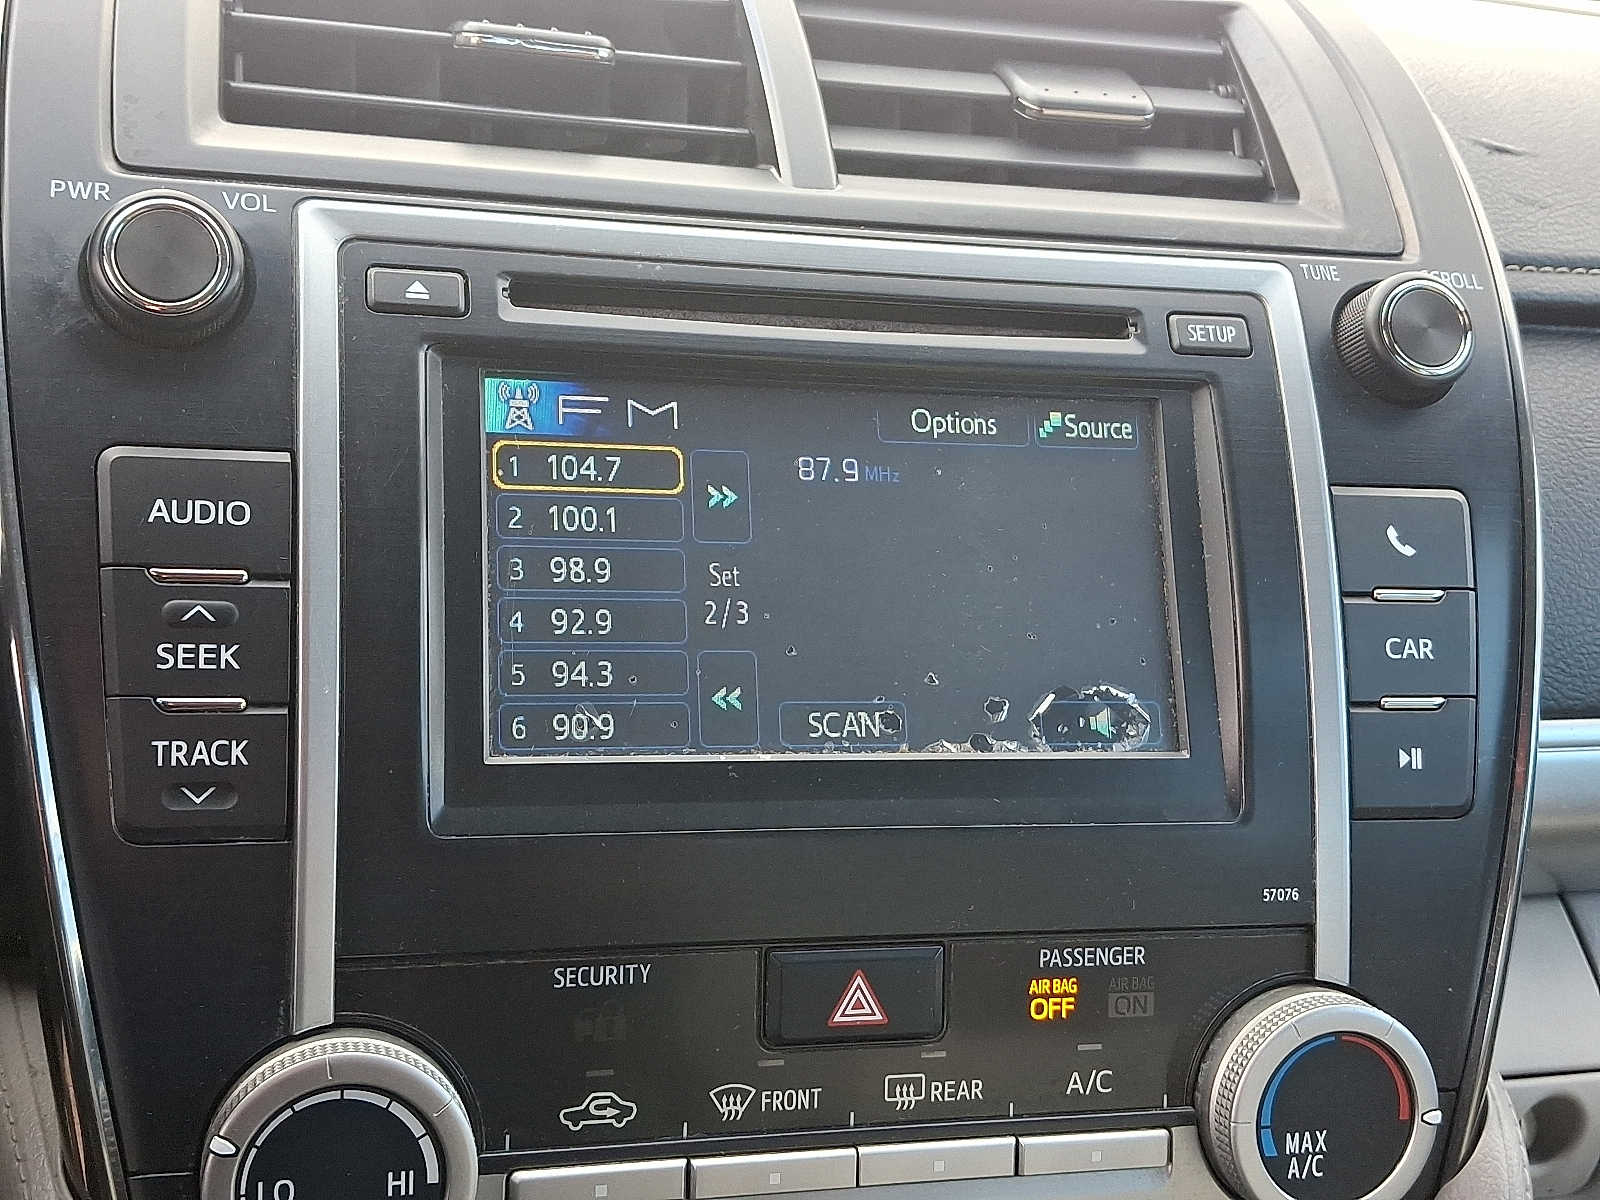 PWR VOL
TUNE SCROLL
SETUP
FM
Options Source
1 104.7
87.9 MHz
2 100.1
3 98.9
Set
2/3
4 92.9
5 94.3
6 90.9
SCAN
AUDIO
SEEK
TRACK
CAR
57076
SECURITY
PASSENGER
AIR BAG OFF
AIR BAG ON
FRONT
REAR
A/C
LO HI
MAX
A/C